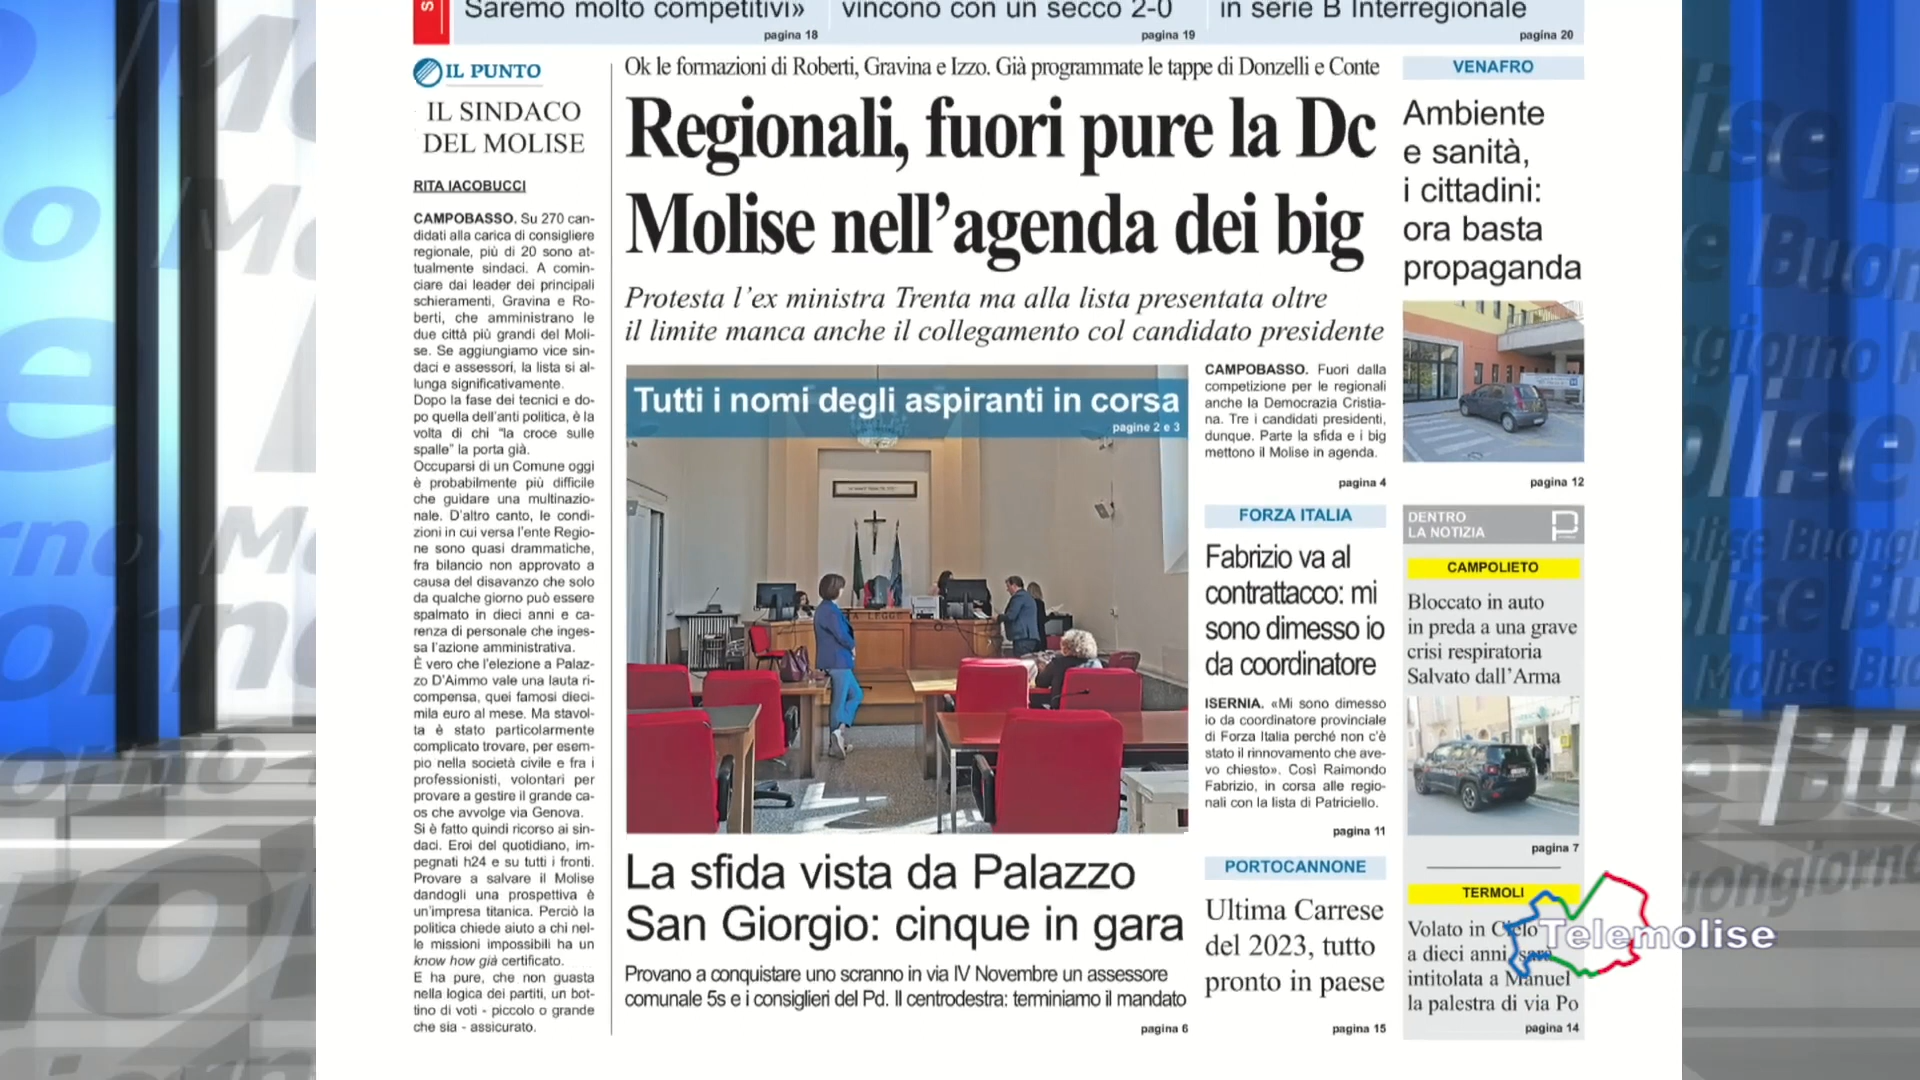 Saremo molto competitivi»
pagina 18
vincono con un secco 2-0
pagina 19
in serie B Interregionale
pagina 20
IL PUNTO
IL SINDACO
DEL MOLISE
RITA IACOBUCCI
CAMPOBASSO. Su 270 can-
didati alla carica di consigliere
regionale, più di 20 sono at-
tualmente sindaci. A comin-
ciare dai leader dei principali
schieramenti, Gravina e Ro-
berti, che amministrano le
due città più grandi del Moli-
se. Se aggiungiamo vice sin-
daci e assessori, la lista si al-
lunga significativamente.
Dopo la fase dei tecnici e do-
po quella dell'anti politica, è la
volta di chi "la croce sulle
spalle" la porta già.
Occuparsi di un Comune oggi
è probabilmente più difficile
che guidare una multinazio-
nale. D'altro canto, le condi-
zioni in cui versa l'ente Regio-
ne sono quasi drammatiche,
fra bilancio non approvato a
causa del disavanzo che solo
da qualche giorno può essere
spalmato in dieci anni e ca-
renza di personale che inges-
sa l'azione amministrativa.
È vero che l'elezione a Palaz-
zo D'Aimmo vale una lauta ri-
compensa, quei famosi dieci-
mila euro al mese. Ma stavol-
ta è stato particolarmente
complicato trovare, per esem-
pio nella società civile e fra i
professionisti, volontari per
provare a gestire il grande ca-
os che avvolge via Genova.
Si è fatto quindi ricorso ai sin-
daci. Eroi del quotidiano, im-
pegnati h24 e su tutti i fronti.
Provare a salvare il Molise
dandogli una prospettiva è
un'impresa titanica. Perciò la
politica chiede aiuto a chi nel-
le missioni impossibili ha un
know how già certificato.
E ha pure, che non guasta
nella logica dei partiti, un bot-
tino di voti - piccolo o grande
che sia - assicurato.
Ok le formazioni di Roberti, Gravina e Izzo. Già programmate le tappe di Donzelli e Conte
Regionali, fuori pure la Dc
Molise nell'agenda dei big
Protesta l'ex ministra Trenta ma alla lista presentata oltre
il limite manca anche il collegamento col candidato presidente
Tutti i nomi degli aspiranti in corsa
pagine 2 e 3
La sfida vista da Palazzo
San Giorgio: cinque in gara
Provano a conquistare uno scranno in via IV Novembre un assessore
comunale 5s e i consiglieri del Pd. Il centrodestra: terminiamo il mandato
pagina 6
CAMPOBASSO. Fuori dalla
competizione per le regionali
anche la Democrazia Cristia-
na. Tre i candidati presidenti,
dunque. Parte la sfida e i big
mettono il Molise in agenda.
pagina 4
FORZA ITALIA
Fabrizio va al
contrattacco: mi
sono dimesso io
da coordinatore
ISERNIA. «Mi sono dimesso
io da coordinatore provinciale
di Forza Italia perché non c'è
stato il rinnovamento che ave-
vo chiesto». Così Raimondo
Fabrizio, in corsa alle regio-
nali con la lista di Patriciello.
pagina 11
PORTOCANNONE
Ultima Carrese
del 2023, tutto
pronto in paese
pagina 15
VENAFRO
Ambiente
e sanità,
i cittadini:
ora basta
propaganda
pagina 12
DENTRO
LA NOTIZIA
CAMPOLIETO
Bloccato in auto
in preda a una grave
crisi respiratoria
Salvato dall'Arma
pagina 7
TERMOLI
Volato in Cielo
a dieci anni, sarà
intitolata a Manuel
la palestra di via Po
pagina 14
Telemolise